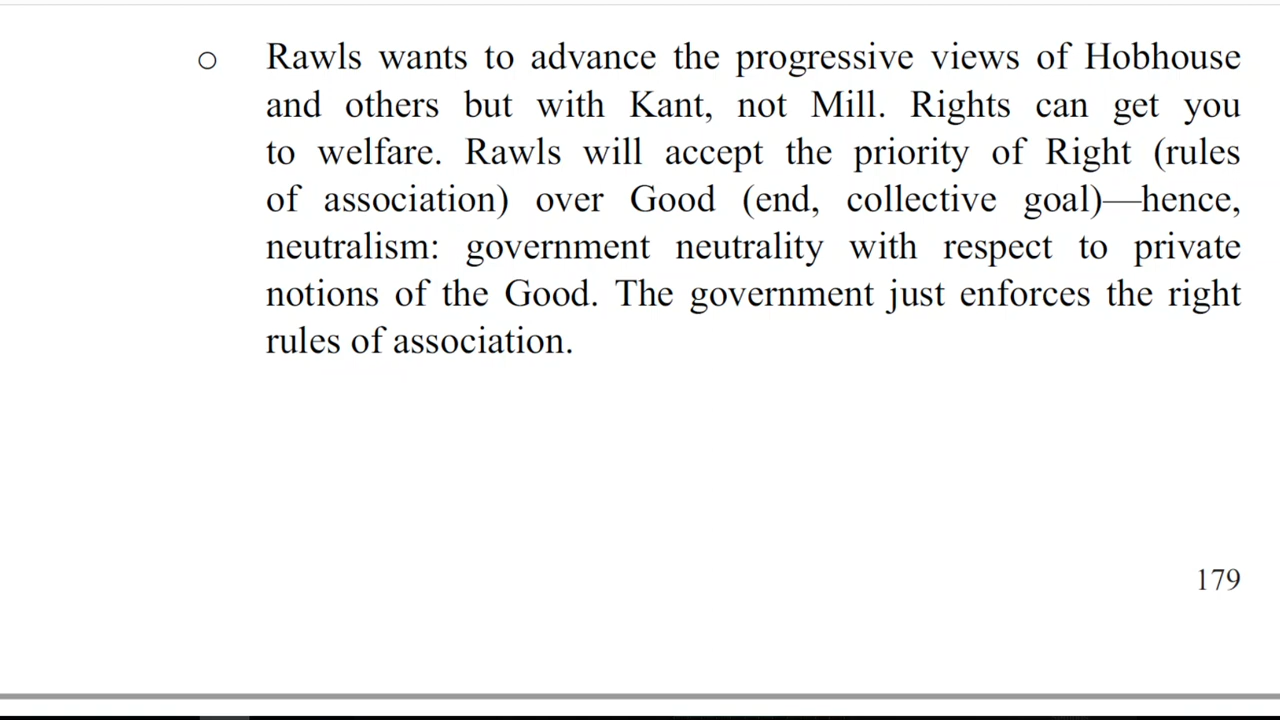 ○ Rawls wants to advance the progressive views of Hobhouse
and others but with Kant, not Mill. Rights can get you
to welfare. Rawls will accept the priority of Right (rules
of association) over Good (end, collective goal)—hence,
neutralism: government neutrality with respect to private
notions of the Good. The government just enforces the right
rules of association.
179